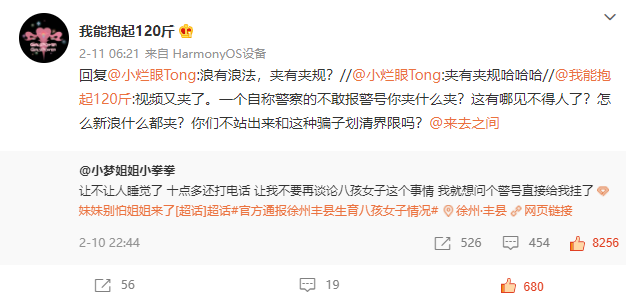 我能抱起120斤
2-11 06:21 来自 HarmonyOS设备
回复@小烂眼Tong:浪有浪法，夹有夹规？//@小烂眼Tong:夹有夹规哈哈哈//@我能抱
起120斤:视频又夹了。一个自称警察的不敢报警号你夹什么夹？这有哪见不得人了？怎
么新浪什么都夹？你们不站出来和这种骗子划清界限吗？@来去之间
@小梦姐姐小拳拳
让不让人睡觉了 十点多还打电话 让我不要再谈论八孩女子这个事情 我就想问个警号直接给我挂了
妹妹别怕姐姐来了[超话]超话#官方通报徐州丰县生育八孩女子情况# 徐州·丰县 网页链接
2-10 22:44 526 454 8256
56 19 680